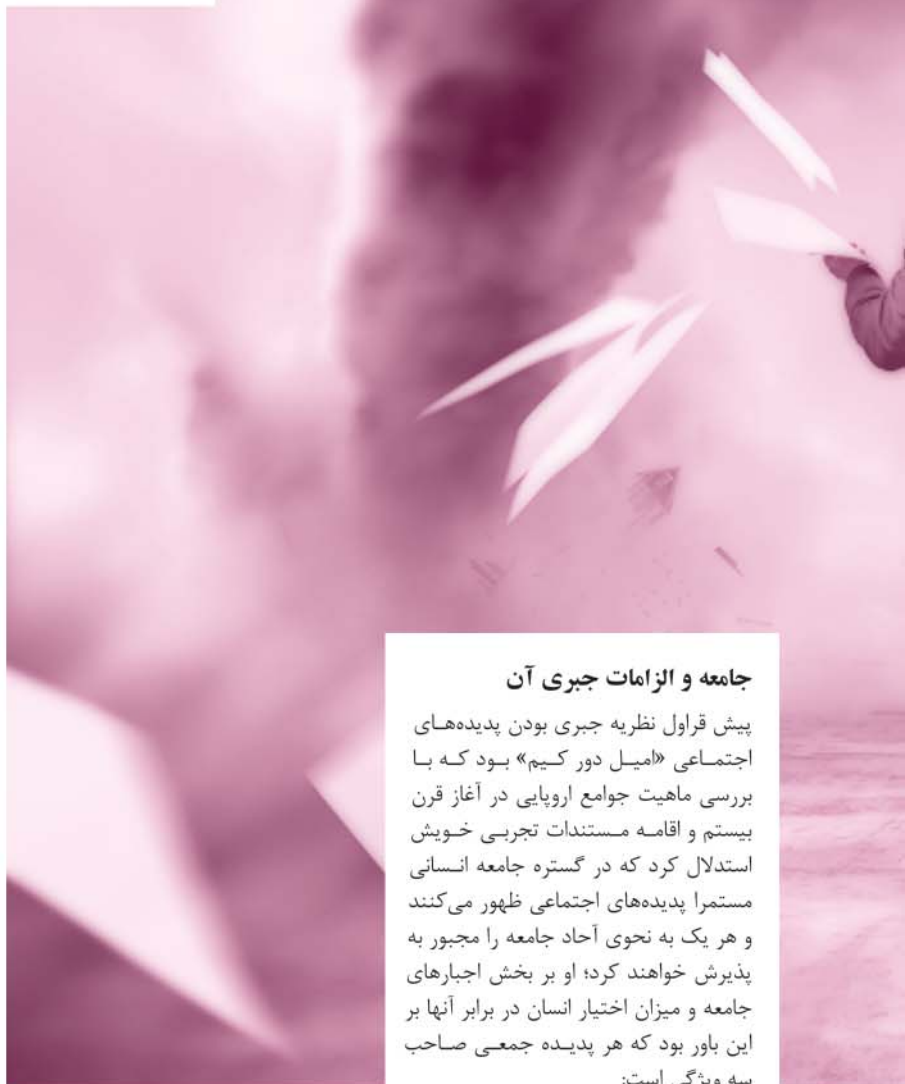 جامعه و الزامات جبری آن
پیش قراول نظریه جبری بودن پدیده‌های
اجتماعی «امیل دور کیم» بود که با
بررسی ماهیت جوامع اروپایی در آغاز قرن
بیستم و اقامه مستندات تجربی خویش
استدلال کرد که در گستره جامعه انسانی
مستمرا پدیده‌های اجتماعی ظهور می‌کنند
و هر یک به نحوی آحاد جامعه را مجبور به
پذیرش خواهند کرد؛ او بر بخش اجبارهای
جامعه و میزان اختیار انسان در برابر آنها بر
این باور بود که هر پدیده جمعی صاحب
سه ویژگی است: